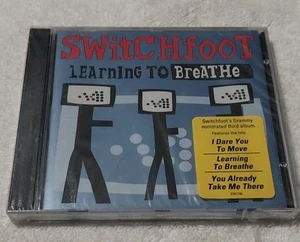 SWitCHfOOT
LEARNiNG TO BREATHE
Switchfoot's Grammy
nominated third album.
Features the hits:
I Dare You
To Move
Learning
To Breathe
You Already
Take Me There